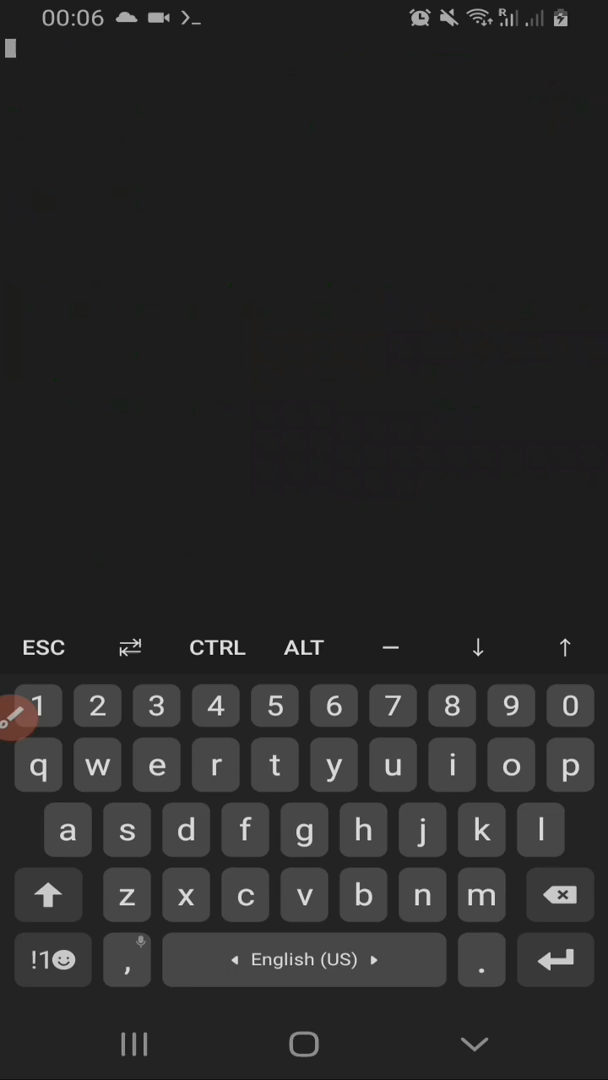 00:06
ESC CTRL ALT
1 2 3 4 5 6 7 8 9 0
q w e r t y u i o p
a s d f g h j k l
z x c v b n m
!1 , English (US) .